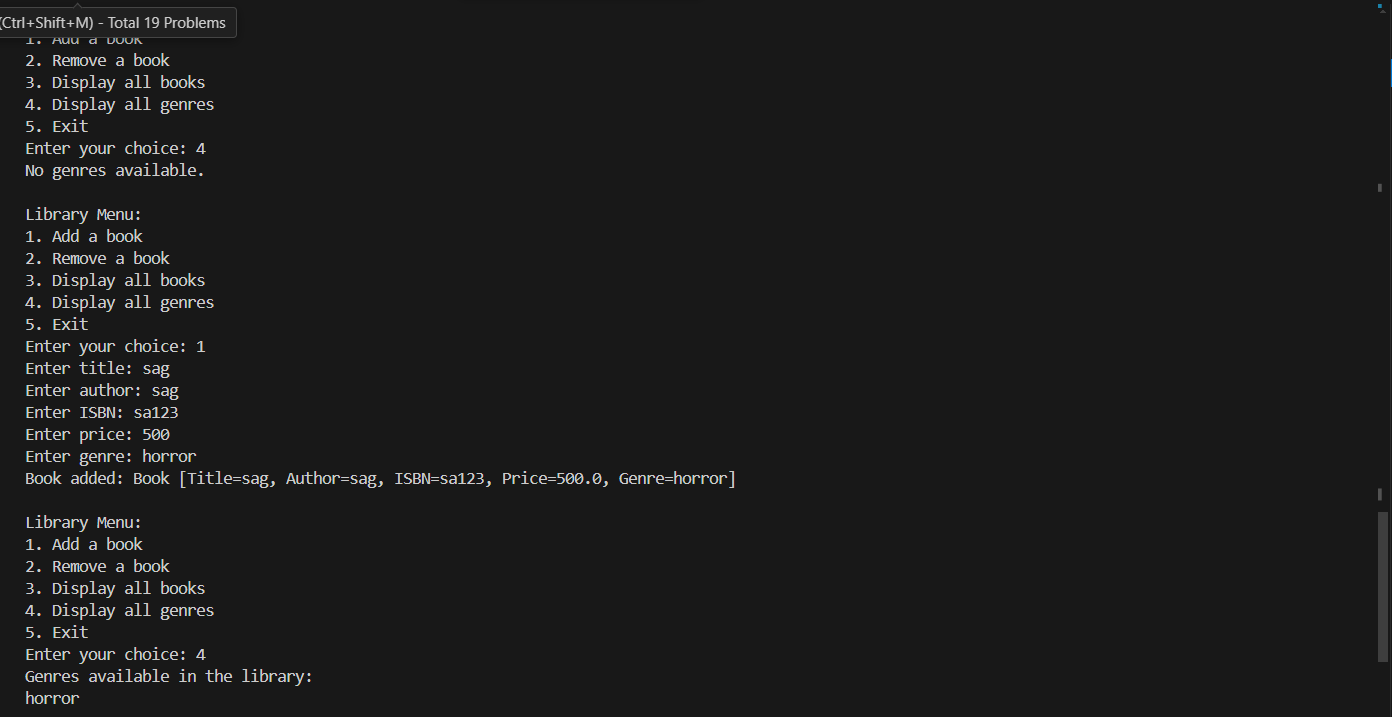 (Ctrl+Shift+M) - Total 19 Problems
1. Add a book
2. Remove a book
3. Display all books
4. Display all genres
5. Exit
Enter your choice: 4
No genres available.
Library Menu:
1. Add a book
2. Remove a book
3. Display all books
4. Display all genres
5. Exit
Enter your choice: 1
Enter title: sag
Enter author: sag
Enter ISBN: sa123
Enter price: 500
Enter genre: horror
Book added: Book [Title=sag, Author=sag, ISBN=sa123, Price=500.0, Genre=horror]
Library Menu:
1. Add a book
2. Remove a book
3. Display all books
4. Display all genres
5. Exit
Enter your choice: 4
Genres available in the library:
horror